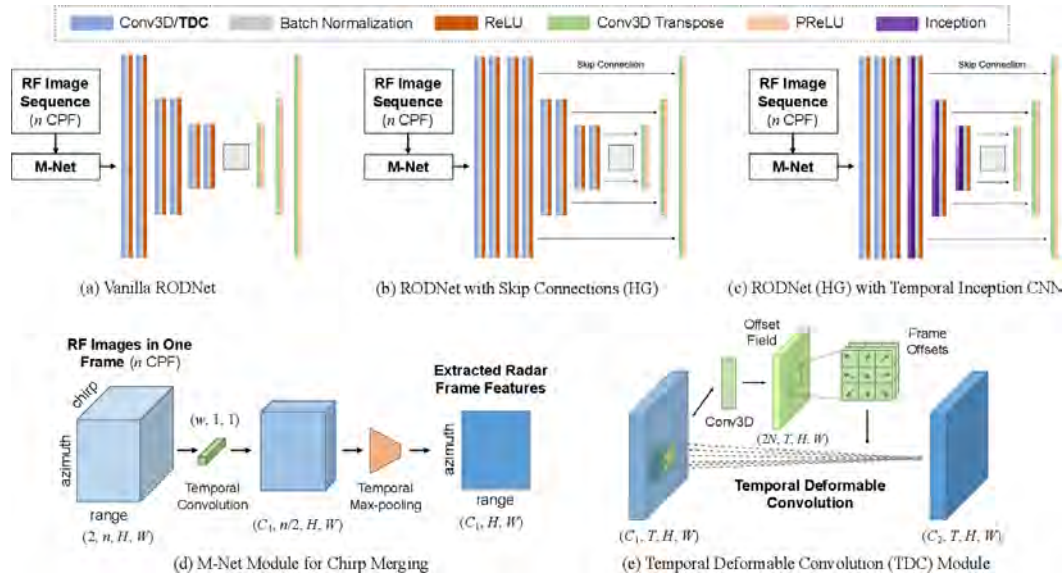 Conv3D/TDC
Batch Normalization
ReLU
Conv3D Transpose
PReLU
Inception
RF Image
Sequence
(n CPF)
M-Net
(a) Vanilla RODNet
RF Image
Sequence
(n CPF)
M-Net
Skip Connection
(b) RODNet with Skip Connections (HG)
RF Image
Sequence
(n CPF)
M-Net
Skip Connection
(c) RODNet (HG) with Temporal Inception CNN
RF Images in One
Frame (n CPF)
chirp
azimuth
range
(2, n, H, W)
(w, 1, 1)
Temporal
Convolution
(C₁, n/2, H, W)
Temporal
Max-pooling
Extracted Radar
Frame Features
azimuth
range
(C₁, H, W)
(d) M-Net Module for Chirp Merging
Offset
Field
Frame
Offsets
Conv3D
(2N, T, H, W)
Temporal Deformable
Convolution
(C₁, T, H, W)
(C₂, T, H, W)
(e) Temporal Deformable Convolution (TDC) Module